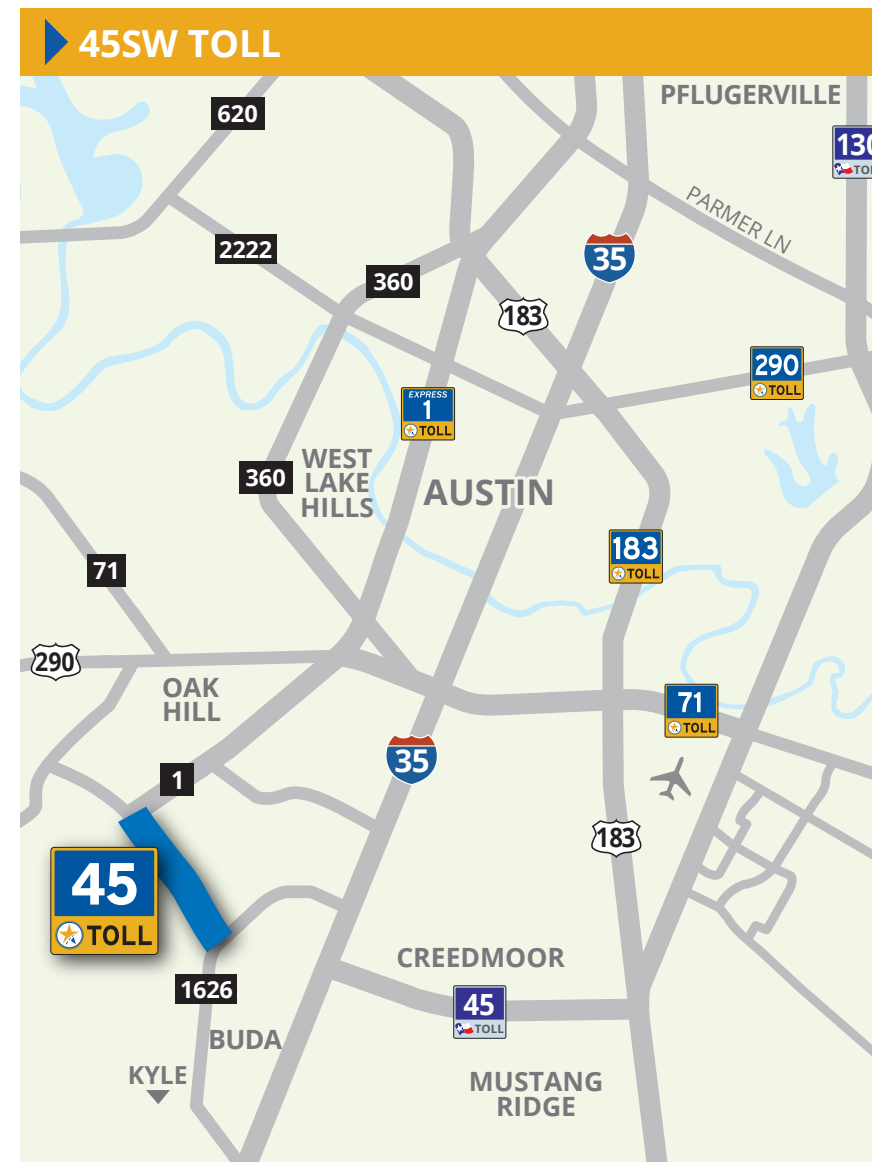 45SW TOLL
PFLUGERVILLE
620
130
TOLL
PARMER LN
2222
35
360
183
290
TOLL
EXPRESS
1
TOLL
WEST
LAKE
HILLS
360
AUSTIN
183
TOLL
71
290
OAK
HILL
71
TOLL
35
1
183
45
TOLL
CREEDMOOR
1626
45
TOLL
BUDA
KYLE
MUSTANG
RIDGE